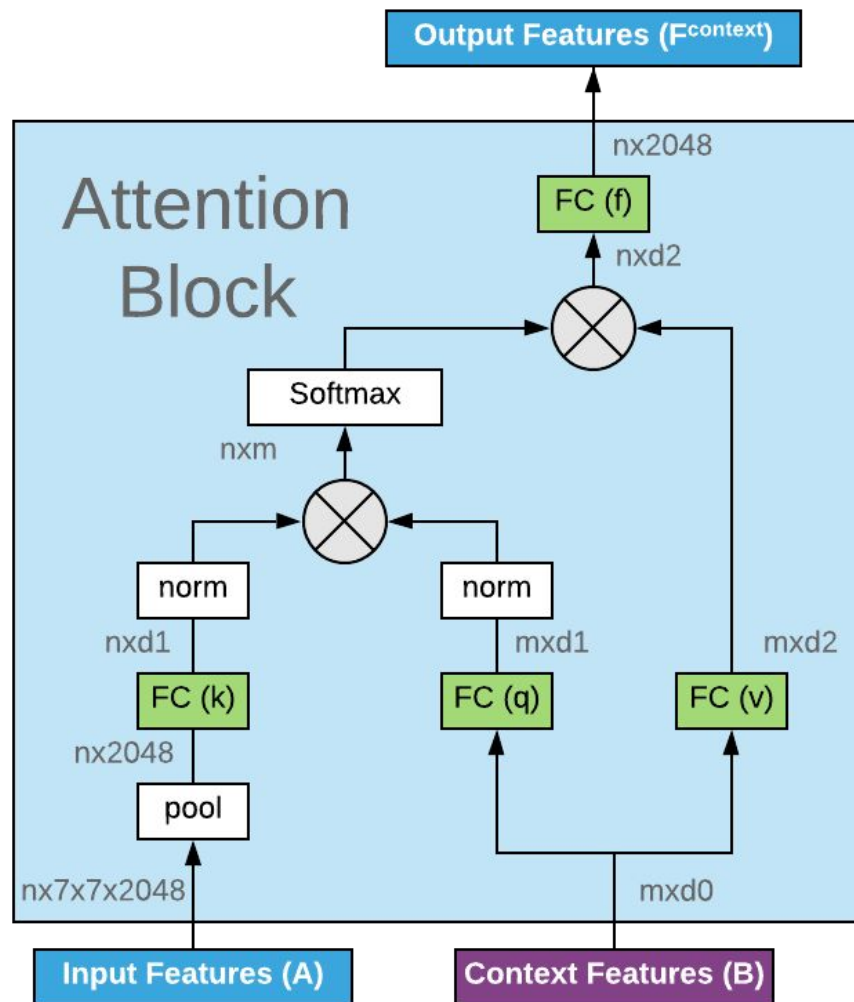 Output Features (F^context)
nx2048
Attention
Block
FC (f)
nxd2
Softmax
nxm
norm
norm
nxd1
mxd1
mxd2
FC (k)
FC (q)
FC (v)
nx2048
pool
nx7x7x2048
mxd0
Input Features (A)
Context Features (B)